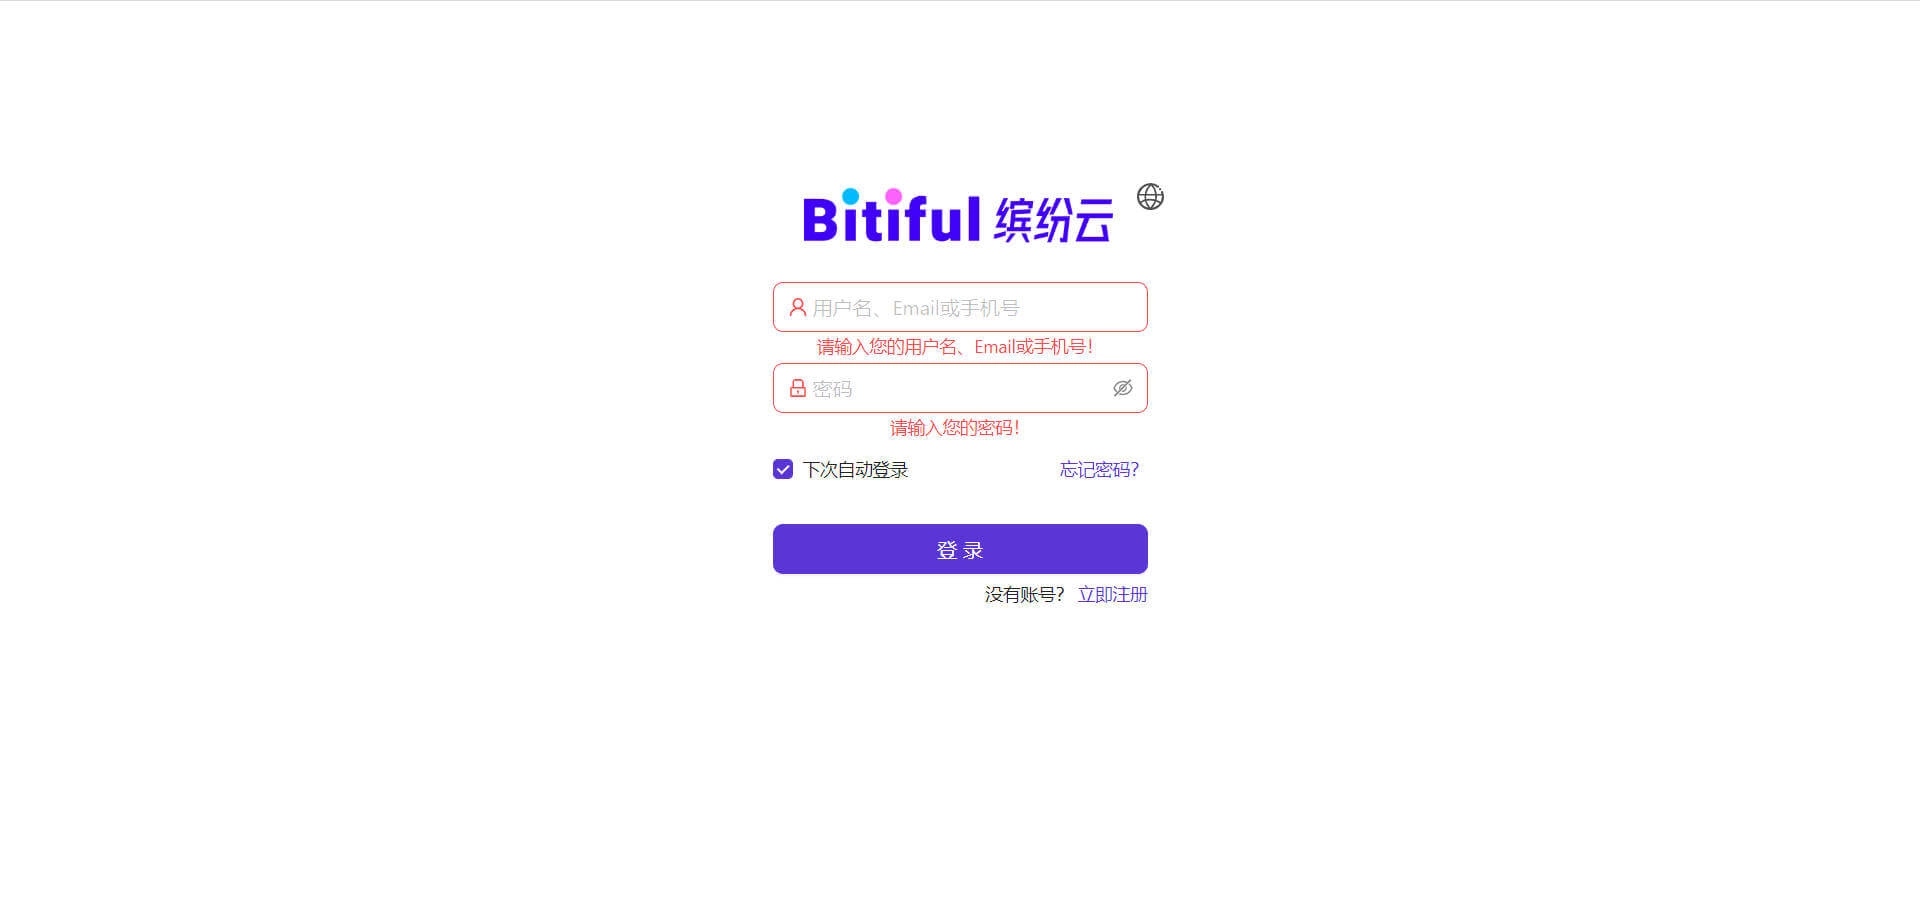 Bitiful 缤纷云
用户名、Email或手机号
请输入您的用户名、Email或手机号!
密码
请输入您的密码!
下次自动登录 忘记密码?
登 录
没有账号? 立即注册